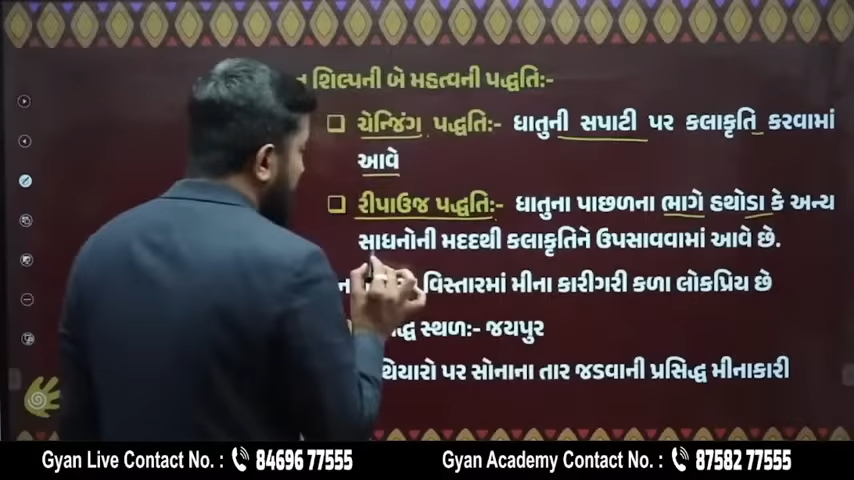 શિલ્પની બે મહત્વની પદ્ધતિ:-
❑ ચેન્જિંગ પદ્ધતિ:- ધાતુની સપાટી પર કલાકૃતિ કરવામાં
આવે
❑ રીપાઉજ પદ્ધતિ:- ધાતુના પાછળના ભાગે હથોડા કે અન્ય
સાધનોની મદદથી કલાકૃતિને ઉપસાવવામાં આવે છે.
વિસ્તારમાં મીના કારીગરી કળા લોકપ્રિય છે
સ્થળ:- જયપુર
પર સોનાના તાર જડવાની પ્રસિદ્ધ મીનાકારી
Gyan Live Contact No. : 84696 77555
Gyan Academy Contact No. : 87582 77555